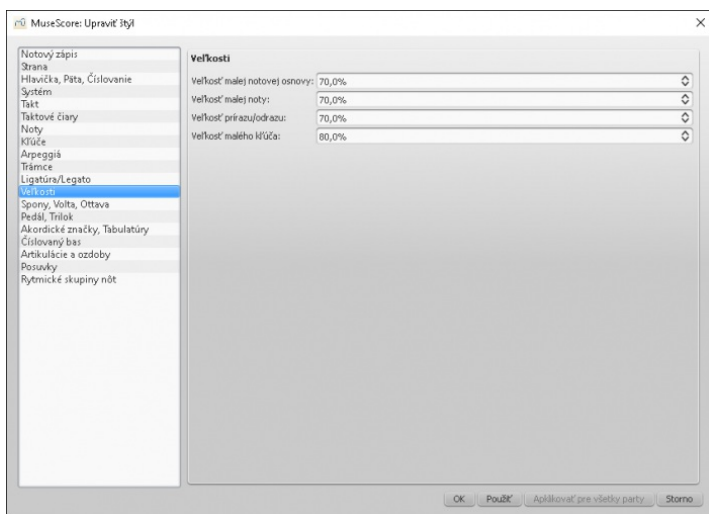 MuseScore: Upraviť štýl
Notový zápis
Strana
Hlavička, Päta, Číslovanie
Systém
Takt
Taktové čiary
Noty
Kľúče
Arpeggiá
Trámce
Ligatúra/Legato
Veľkosti
Spony, Volta, Ottava
Pedál, Trilok
Akordické značky, Tabulatúry
Číslovaný bas
Artikulácie a ozdoby
Posuvky
Rytmické skupiny nôt
Veľkosti
Veľkosť malej notovej osnovy: 70,0%
Veľkosť malej noty: 70,0%
Veľkosť prírazu/odrazu: 70,0%
Veľkosť malého kľúča: 80,0%
OK Použiť Aplikovať pre všetky party Storno